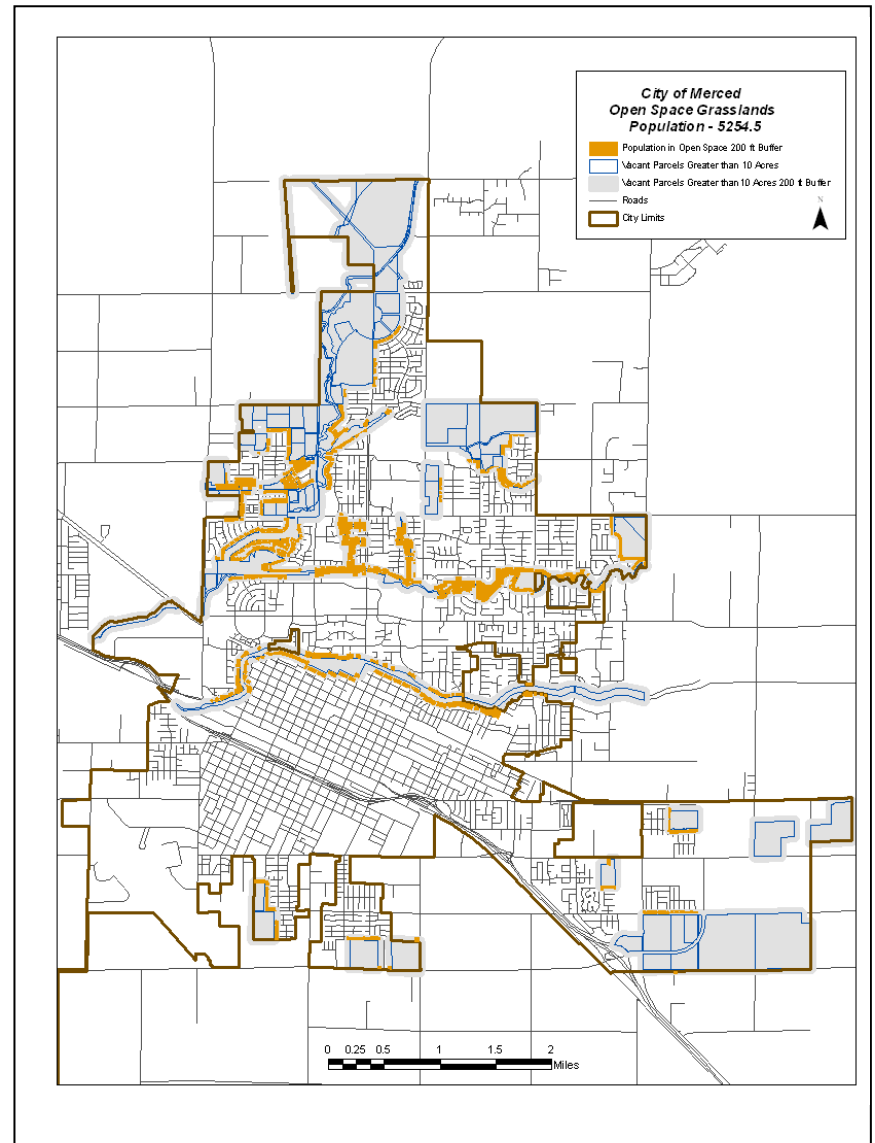 City of Merced
Open Space Grasslands
Population - 5254.5
Population in Open Space 200 ft Buffer
Vacant Parcels Greater than 10 Acres
Vacant Parcels Greater than 10 Acres 200 ft Buffer
Roads
City Limits
N
0 0.25 0.5 1 1.5 2
Miles